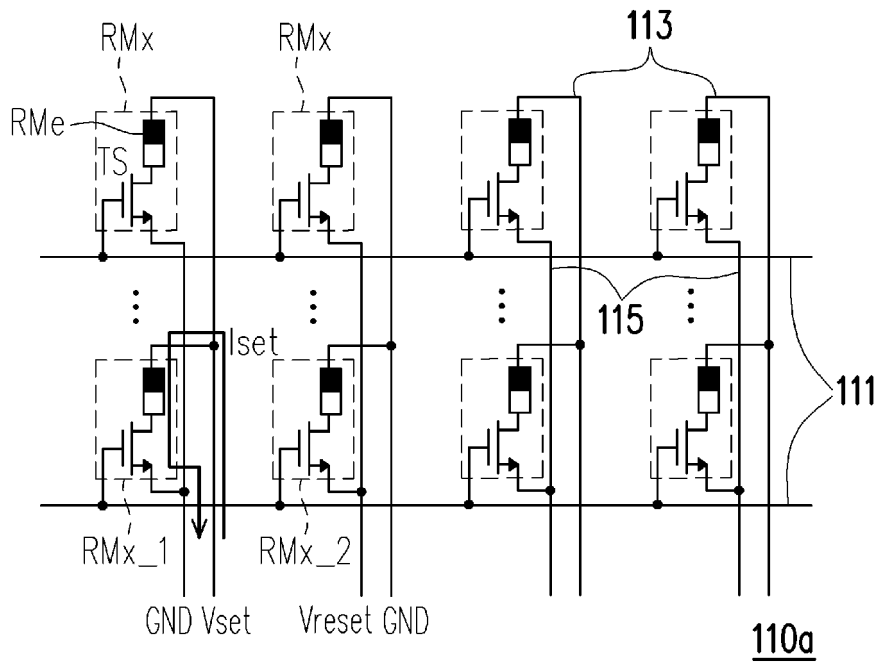 RMx
RMx
113
RMe
TS
115
Iset
111
RMx_1
RMx_2
GND Vset
Vreset GND
110a